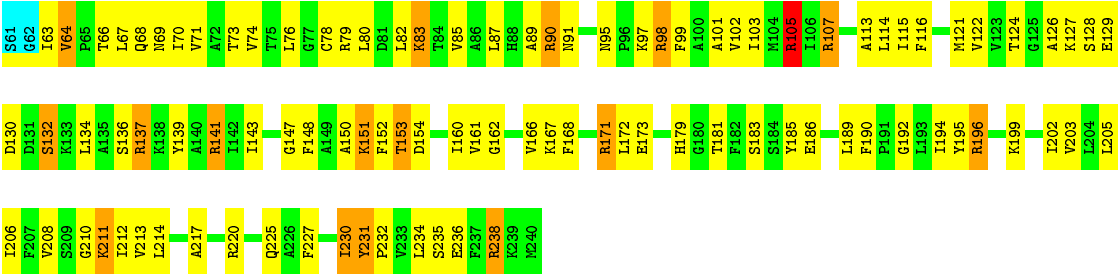 S61 G62 I63 V64 P65 T66 L67 Q68 N69 I70 V71 A72 T73 V74 T75 L76 G77 C78 R79 L80 D81 L82 K83 T84 V85 A86 L87 H88 A89 R90 N91 N95 P96 K97 R98 F99 A100 A101 V102 I103 M104 R105 I106 R107 A113 L114 I115 F116 M121 V122 V123 T124 G125 A126 K127 S128 E129
D130 D131 S132 K133 L134 A135 S136 R137 K138 Y139 A140 R141 I142 I143 G147 F148 A149 A150 K151 F152 T153 D154 I160 V161 G162 V166 K167 F168 R171 L172 E173 H179 G180 T181 F182 S183 S184 Y185 E186 L189 F190 P191 G192 L193 I194 Y195 R196 K199 I202 V203 L204 L205
I206 F207 V208 S209 G210 K211 I212 V213 L214 A217 R220 Q225 A226 F227 I230 Y231 P232 V233 L234 S235 E236 F237 R238 K239 M240